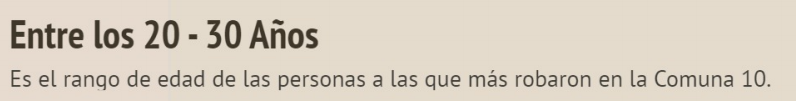 Entre los 20 - 30 Años
Es el rango de edad de las personas a las que más robaron en la Comuna 10.